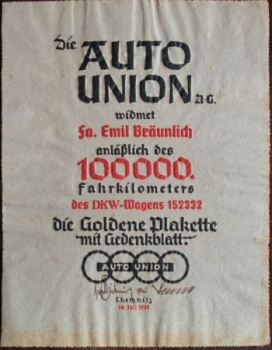 Die AUTO
UNION A-G.
widmet
Fa. Emil Bräunlich
anläßlich des
100000.
Fahrkilometers
des DKW-Wagens 152332
die Goldene Plakette
mit Gedenkblatt.
AUTO UNION
Chemnitz